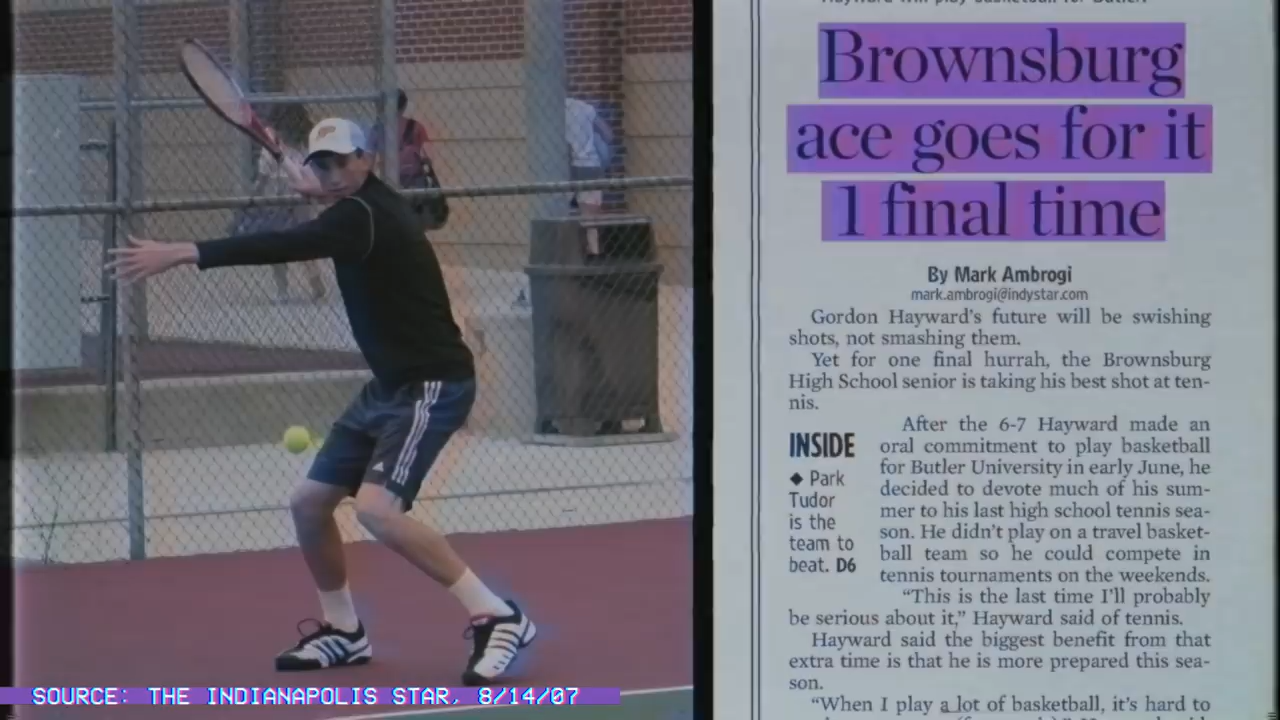 Hayward will play basketball for Butler.
Brownsburg
ace goes for it
1 final time
By Mark Ambrogi
mark.ambrogi@indystar.com
Gordon Hayward's future will be swishing
shots, not smashing them.
Yet for one final hurrah, the Brownsburg
High School senior is taking his best shot at ten-
nis.
After the 6-7 Hayward made an
oral commitment to play basketball
for Butler University in early June, he
decided to devote much of his sum-
mer to his last high school tennis sea-
son. He didn't play on a travel basket-
ball team so he could compete in
tennis tournaments on the weekends.
INSIDE
◆ Park
Tudor
is the
team to
beat. D6
"This is the last time I'll probably
be serious about it," Hayward said of tennis.
Hayward said the biggest benefit from that
extra time is that he is more prepared this sea-
son.
"When I play a lot of basketball, it's hard to
SOURCE: THE INDIANAPOLIS STAR, 8/14/07